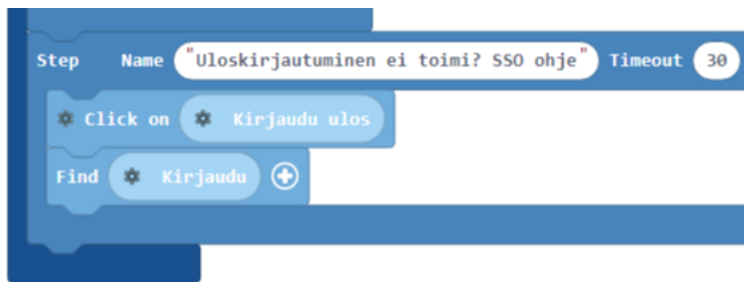 Step Name "Uloskirjautuminen ei toimi? SSO ohje" Timeout 30
Click on Kirjaudu ulos
Find Kirjaudu